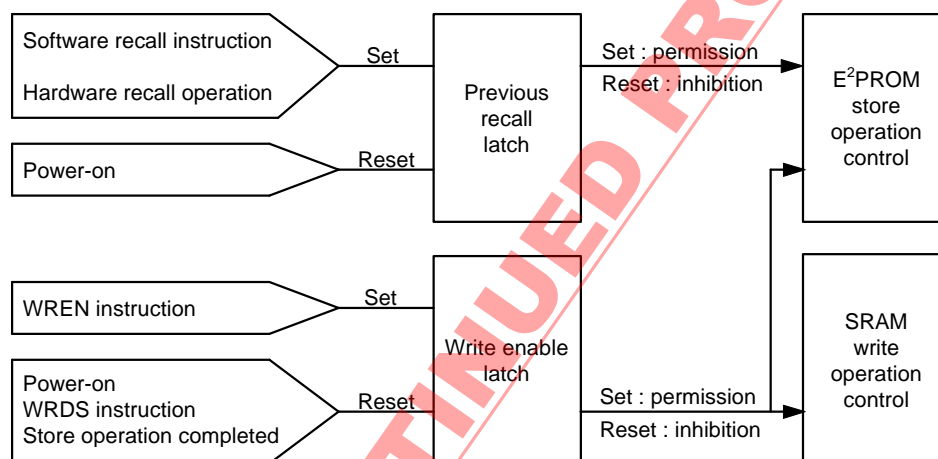 Software recall instruction
Hardware recall operation
Set
Power-on
Reset
Previous
recall
latch
Set : permission
Reset : inhibition
E²PROM
store
operation
control
WREN instruction
Set
Power-on
WRDS instruction
Store operation completed
Reset
Write enable
latch
Set : permission
Reset : inhibition
SRAM
write
operation
control
TINUED PRO